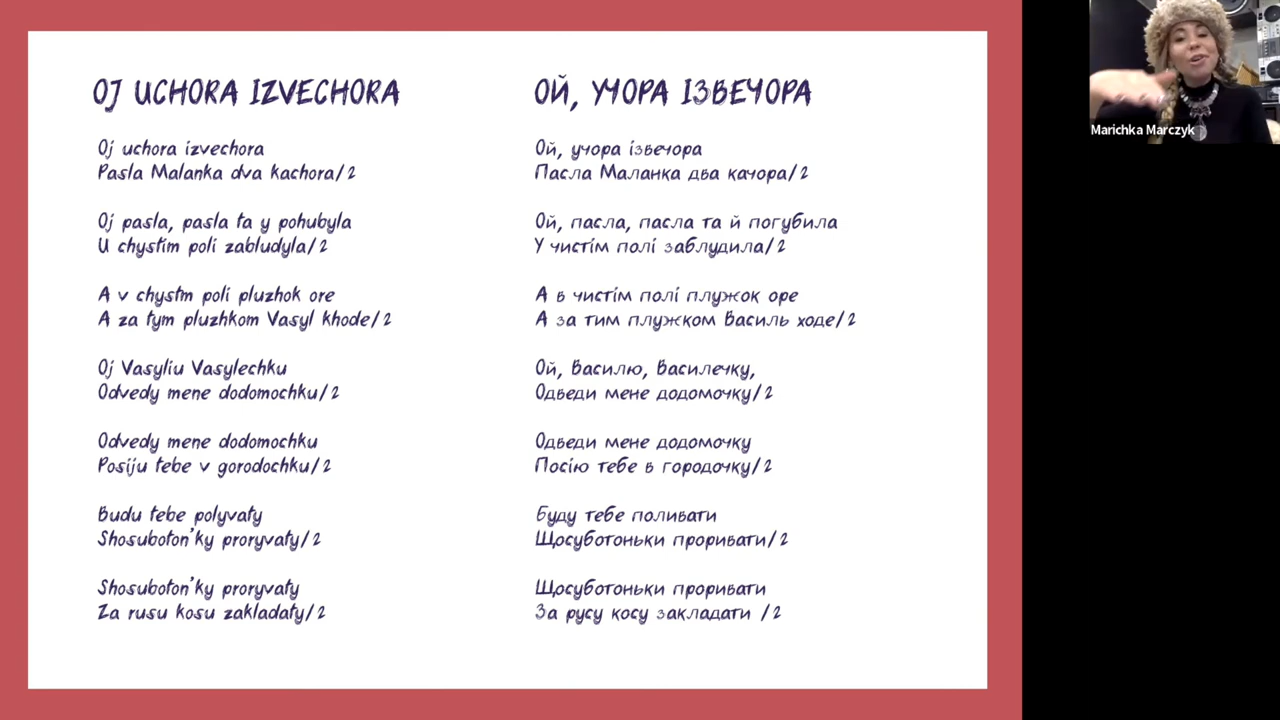 OJ UCHORA IZVECHORA
Oj uchora izvechora
Pasla Malanka dva kachora/2
Oj pasla, pasla ta y pohubyla
U chystim poli zabludyla/2
A v chystm poli pluzhok ore
A za tym pluzhkom Vasyl khode/2
Oj Vasyliu Vasylechku
Odvedy mene dodomochku/2
Odvedy mene dodomochku
Posiju tebe v gorodochku/2
Budu tebe polyvaty
Shosuboton'ky proryvaty/2
Shosuboton'ky proryvaty
Za rusu kosu zakladaty/2
ОЙ, УЧОРА ІЗВЕЧОРА
Ой, учора ізвечора
Пасла Маланка два качора/2
Ой, пасла, пасла та й погубила
У чистім полі заблудила/2
А в чистім полі плужок оре
А за тим плужком Василь ходе/2
Ой, Василю, Василечку,
Одведи мене додомочку/2
Одведи мене додомочку
Посію тебе в городочку/2
Буду тебе поливати
Щосуботоньки проривати/2
Щосуботоньки проривати
За русу косу закладати /2
Marichka Marczyk